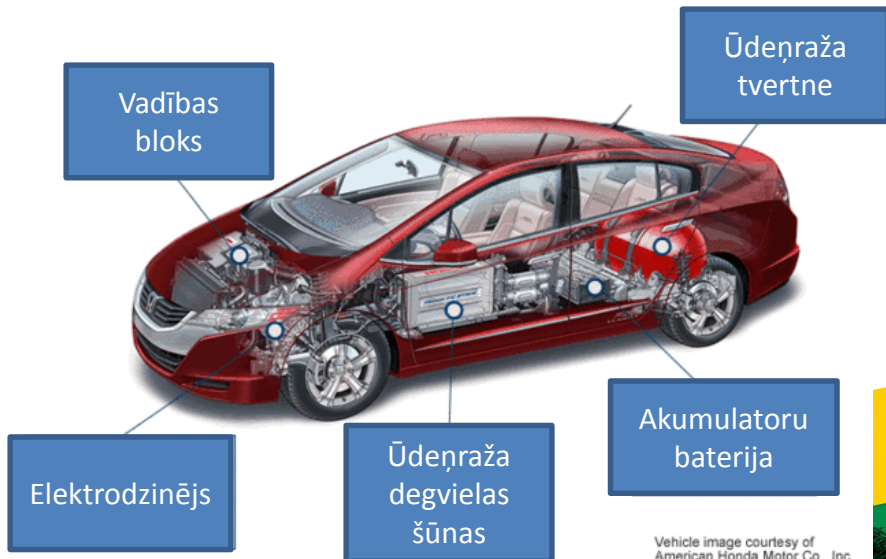 Ūdeņraža
tvertne
Vadības
bloks
Elektrodzinējs
Ūdeņraža
degvielas
šūnas
Akumulatoru
baterija
Vehicle image courtesy of
American Honda Motor Co., Inc.